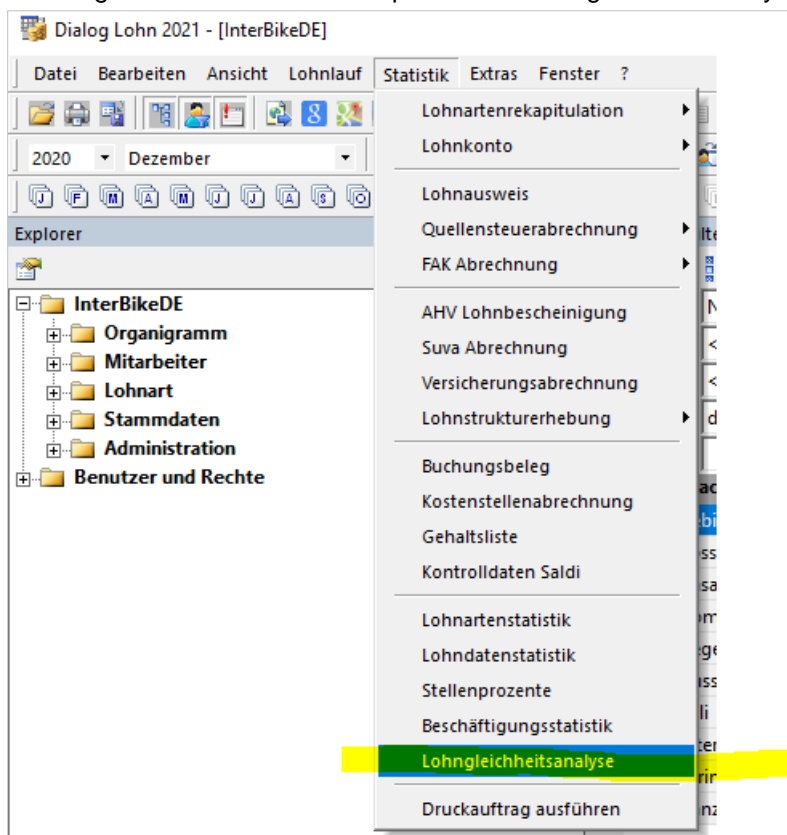 Dialog Lohn 2021 - [InterBikeDE]
Datei Bearbeiten Ansicht Lohnlauf Statistik Extras Fenster ?
2020 Dezember
J F M A M J J A S O
Explorer
InterBikeDE
Organigramm
Mitarbeiter
Lohnart
Stammdaten
Administration
Benutzer und Rechte
Lohnartenrekapitulation
Lohnkonto
Lohnausweis
Quellensteuerabrechnung
FAK Abrechnung
AHV Lohnbescheinigung
Suva Abrechnung
Versicherungsabrechnung
Lohnstrukturerhebung
Buchungsbeleg
Kostenstellenabrechnung
Gehaltsliste
Kontrolldaten Saldi
Lohnartenstatistik
Lohndatenstatistik
Stellenprozente
Beschäftigungsstatistik
Lohngleichheitsanalyse
Druckauftrag ausführen